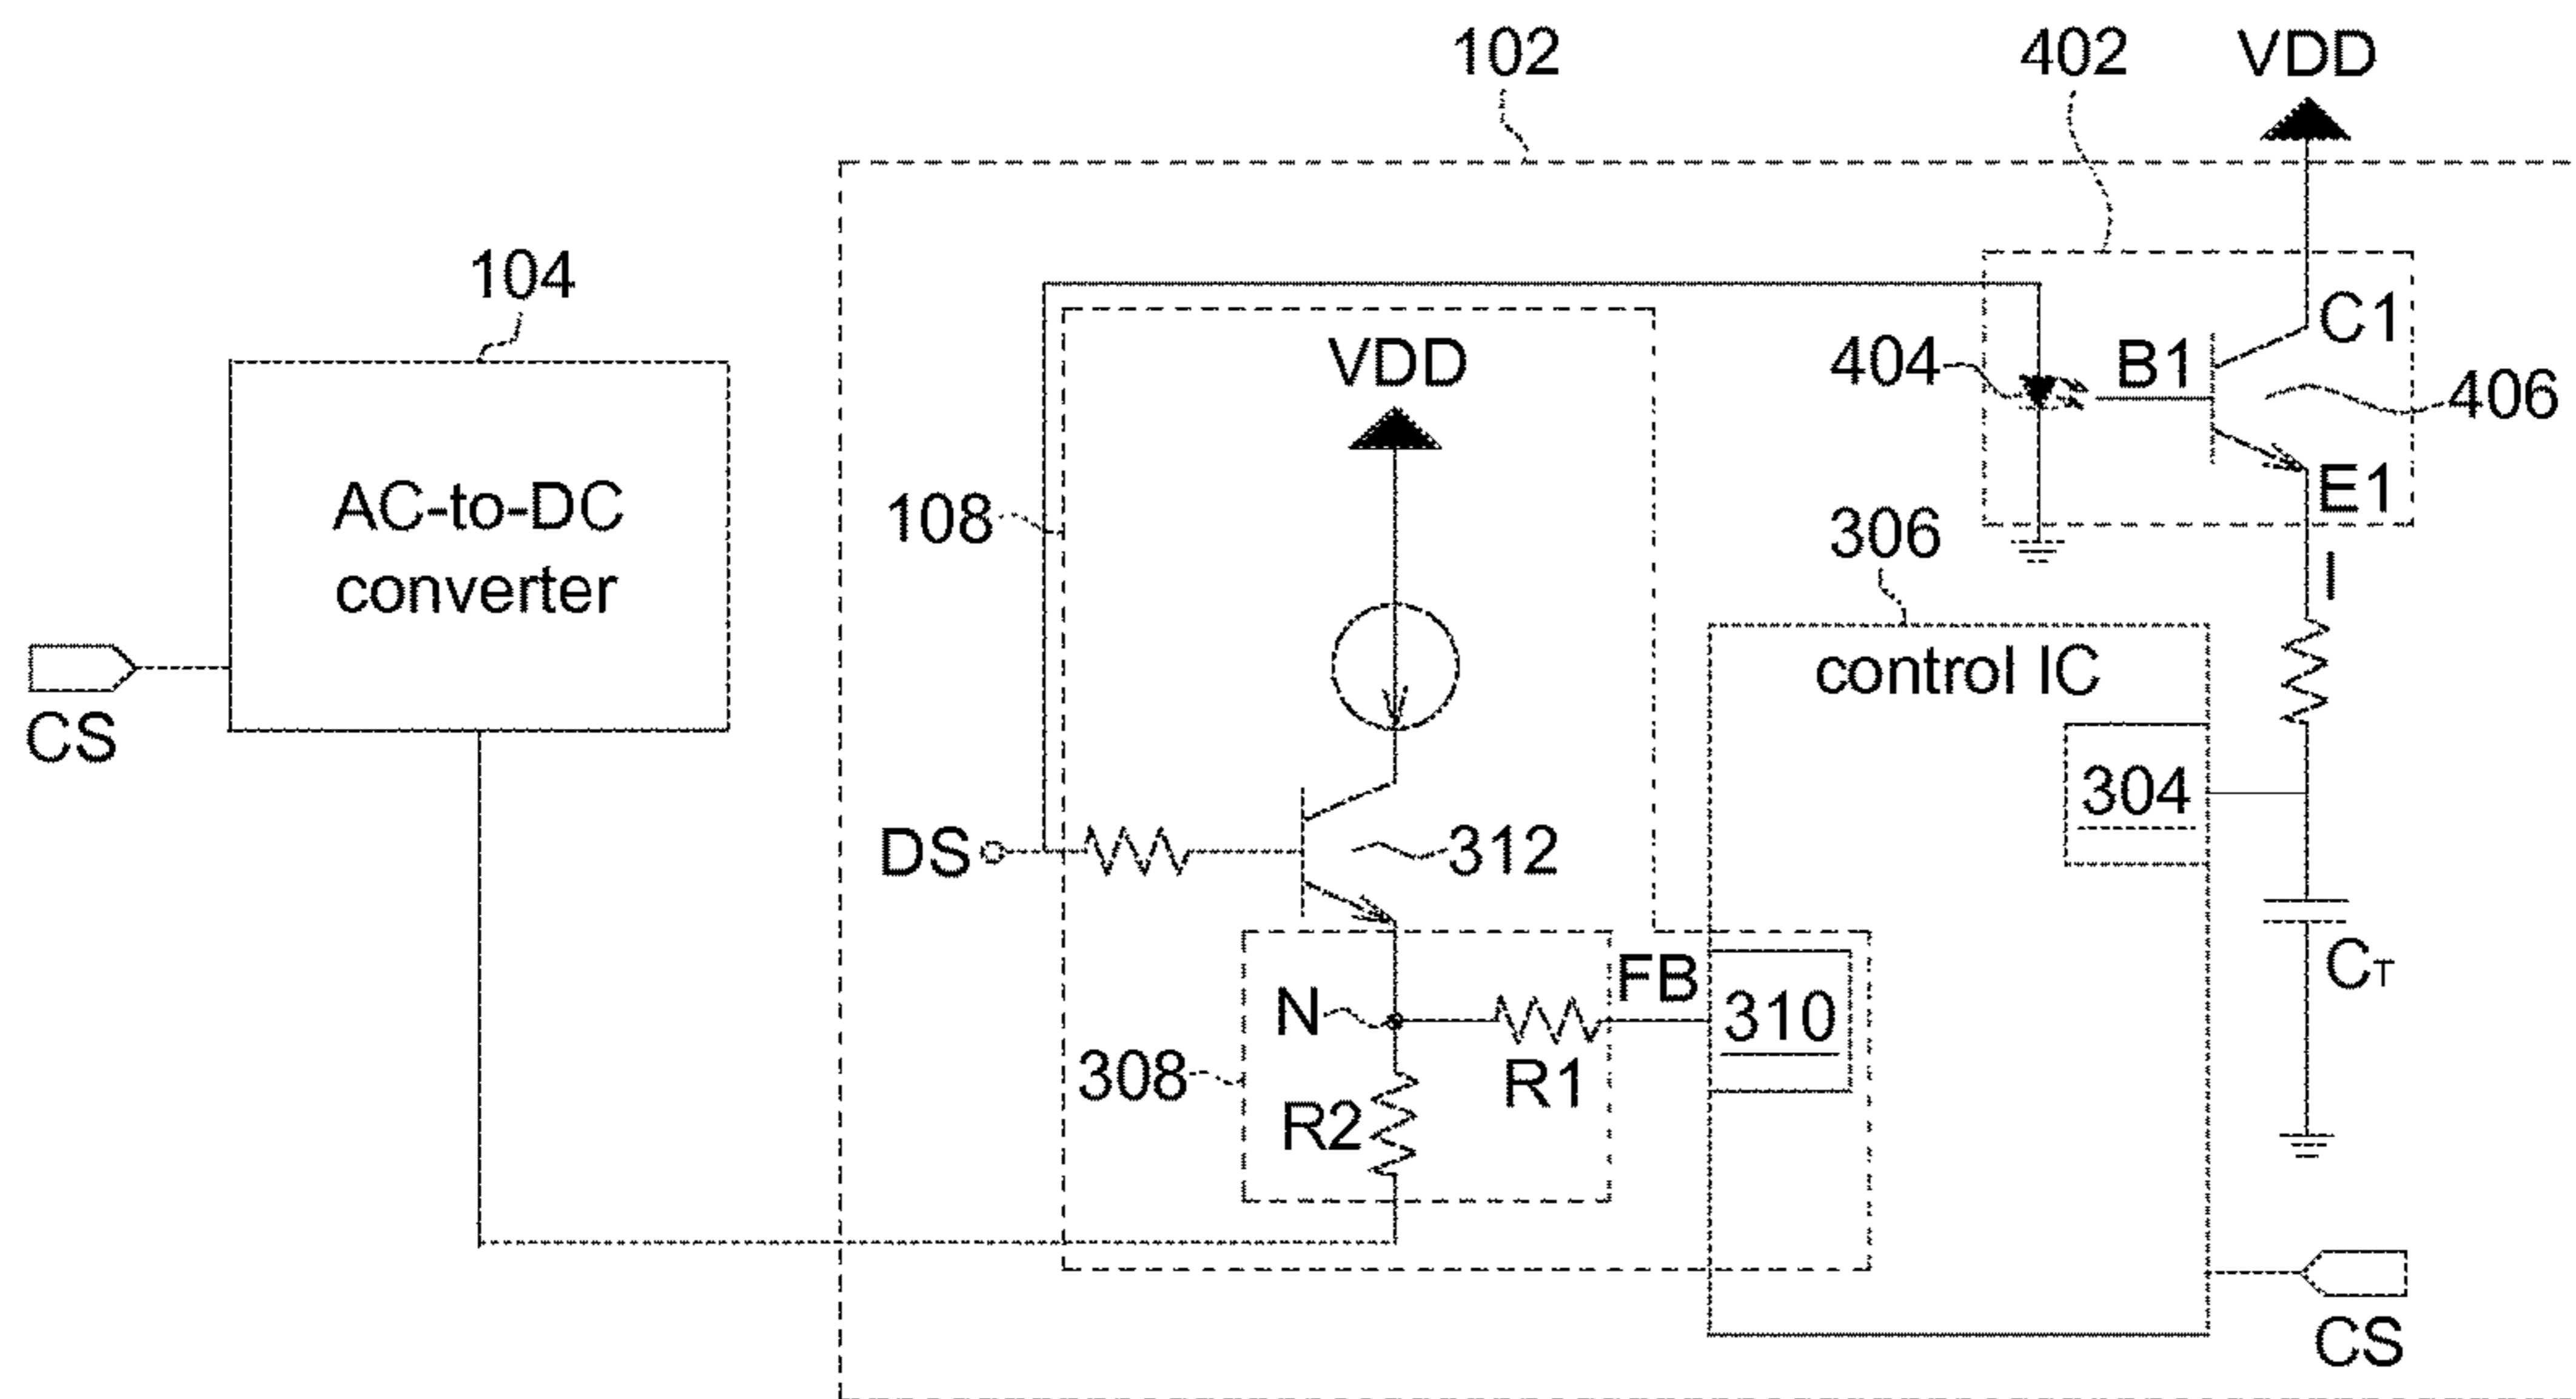 102
402
VDD
104
VDD
C1
404
B1
406
AC-to-DC
converter
108
E1
306
I
control IC
CS
304
DS
312
FB
CT
N
310
308
R1
R2
CS